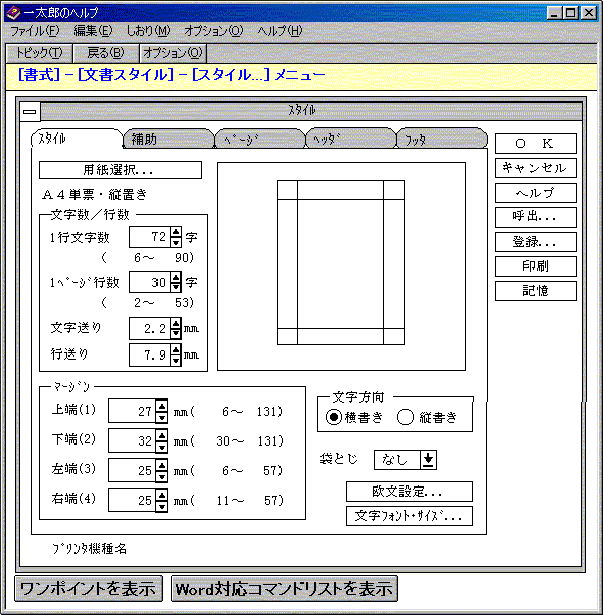 一太郎のヘルプ
ファイル(F) 編集(E) しおり(M) オプション(O) ヘルプ(H)
トピック(T) 戻る(B) オプション(O)
[書式] − [文書スタイル] − [スタイル...] メニュー
ｽﾀｲﾙ
ｽﾀｲﾙ 補助 ﾍﾟｰｼﾞ ﾍｯﾀﾞ ﾌｯﾀ
ＯＫ
キャンセル
ヘルプ
呼出...
登録...
印刷
記憶
用紙選択...
Ａ４単票・縦置き
文字数／行数
1行文字数 72 字
( 6～ 90)
1ﾍﾟｰｼﾞ行数 30 字
( 2～ 53)
文字送り 2.2 mm
行送り 7.9 mm
ﾏｰｼﾞﾝ
上端(1) 27 mm( 6～ 131)
下端(2) 32 mm( 30～ 131)
左端(3) 25 mm( 6～ 57)
右端(4) 25 mm( 11～ 57)
文字方向
横書き 縦書き
袋とじ なし
欧文設定...
文字ﾌｫﾝﾄ･ｻｲｽﾞ...
ﾌﾟﾘﾝﾀ機種名
ワンポイントを表示 Word対応コマンドリストを表示